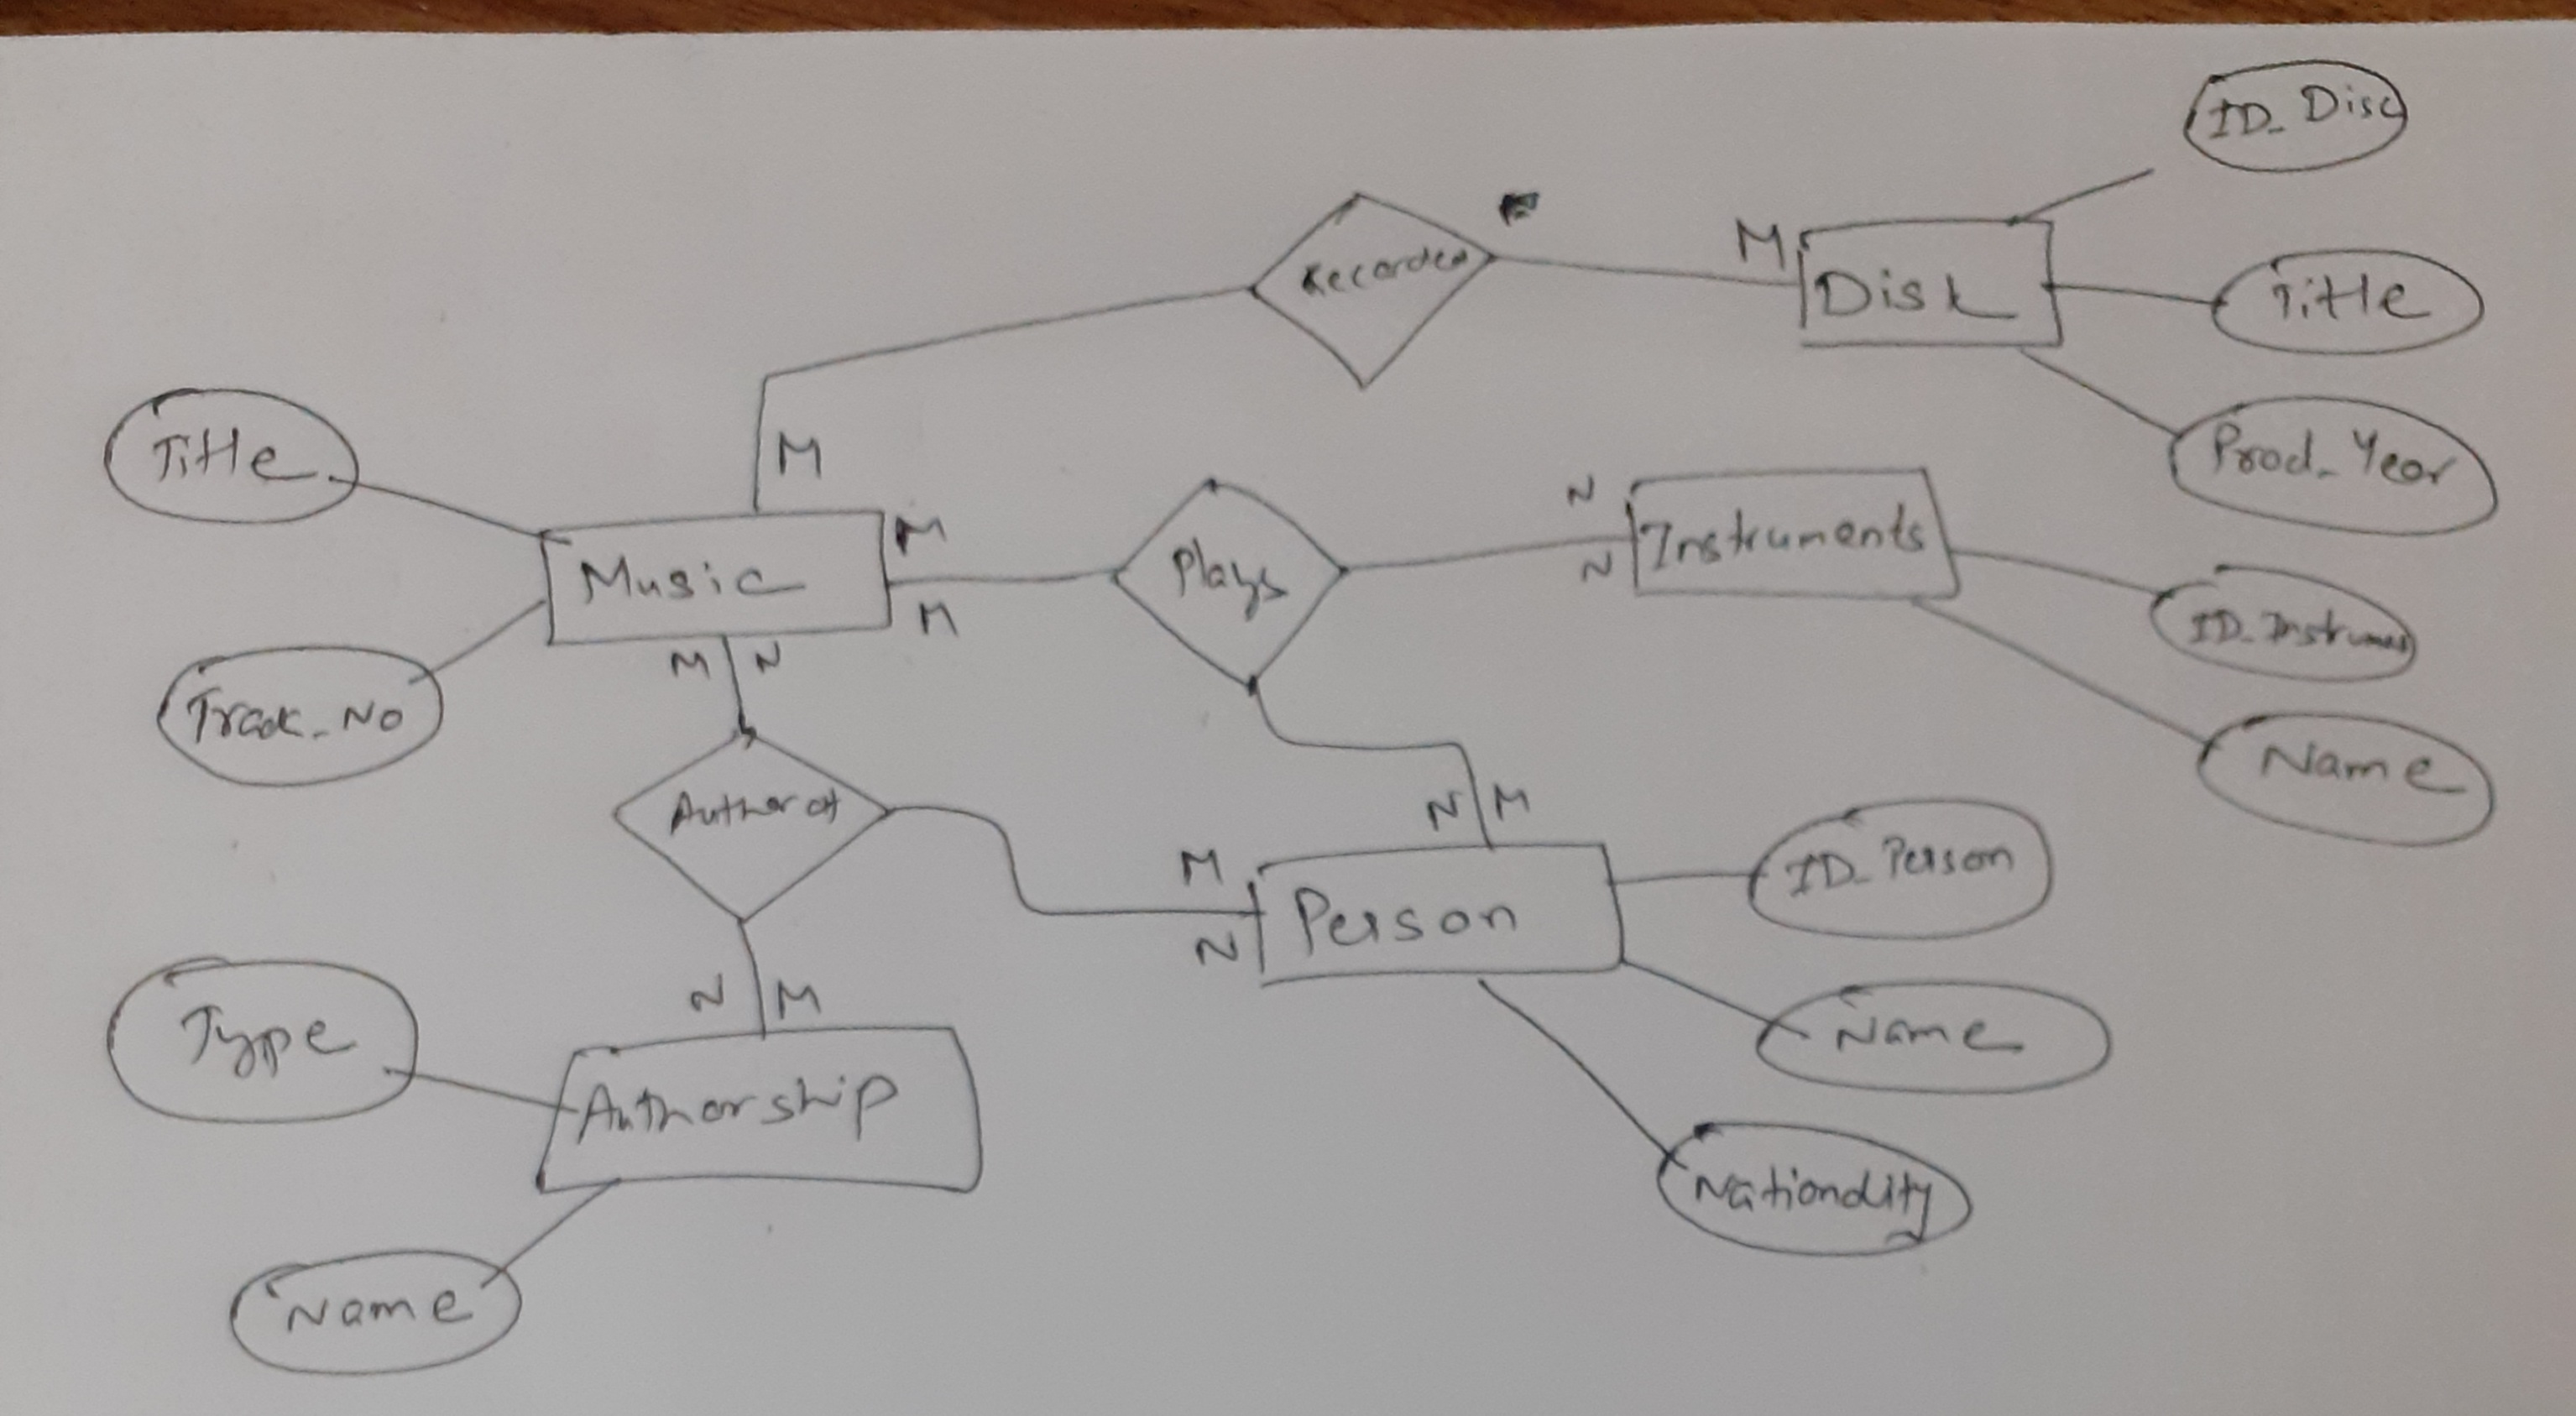 ID_Disc
M
Disk
Recorded
Title
Title
M
Prod_Year
Music
M
M
Plays
N
N
Instruments
ID_Instrumen
Track_No
M N
Name
Author of
N M
M
N
Person
ID_Person
Name
Type
N M
Authorship
Nationality
Name